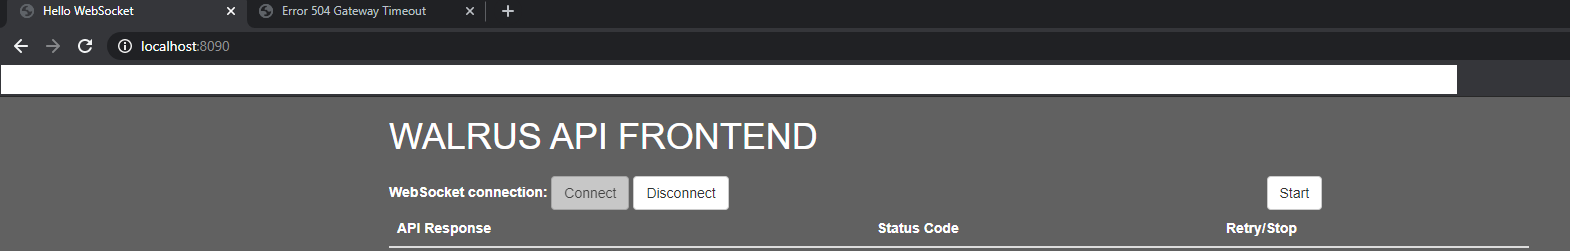 Hello WebSocket
Error 504 Gateway Timeout
localhost:8090
WALRUS API FRONTEND
WebSocket connection: Connect Disconnect Start
API Response Status Code Retry/Stop